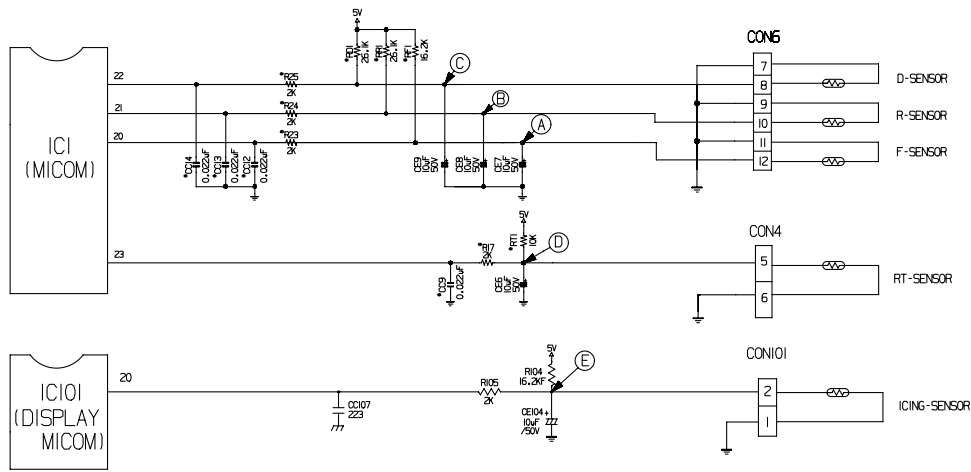 5V
*RD1
26.1K
*RR1
26.1K
*RF1
16.2K
CON6
22
*R25
2K
C
7
8
D-SENSOR
21
*R24
2K
B
9
10
R-SENSOR
20
*R23
2K
A
11
12
F-SENSOR
IC1
(MICOM)
*CC14
0.022uF
*CC13
0.022uF
*CC12
0.022uF
CE9
10uF
50V
CE8
10uF
50V
CE7
10uF
50V
5V
*RT1
10K
D
CON4
23
*R17
2K
5
6
RT-SENSOR
*CC9
0.022uF
CE6
10uF
50V
5V
R104
16.2KF
E
CON101
20
R105
2K
2
1
ICING-SENSOR
IC101
(DISPLAY
MICOM)
CC107
223
CE104+
10uF
/50V